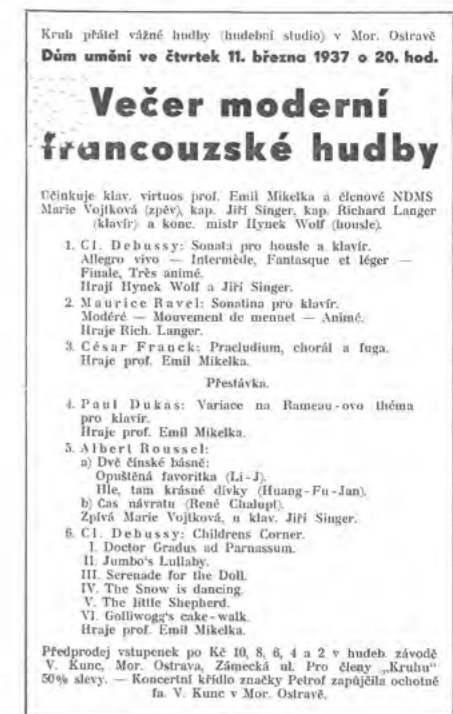 Kruh přátel vážné hudby (hudební studio) v Mor. Ostravě
Dům umění ve čtvrtek 11. března 1937 o 20. hod.
Večer moderní
francouzské hudby
Účinkuje klav. virtuos prof. Emil Mikelka a členové NDMS
Marie Vojtková (zpěv), kap. Jiří Singer, kap. Richard Langer
(klavír) a konc. mistr Hynek Wolf (housle).
1. Cl. Debussy: Sonata pro housle a klavír.
Allegro vivo — Intermède, Fantasque et léger —
Finale, Très animé.
Hrají Hynek Wolf a Jiří Singer.
2. Maurice Ravel: Sonatina pro klavír.
Modéré — Mouvement de menuet — Animé.
Hraje Rich. Langer.
3. César Franck: Praeludium, chorál a fuga.
Hraje prof. Emil Mikelka.
Přestávka.
4. Paul Dukas: Variace na Rameau-ovo théma
pro klavír.
Hraje prof. Emil Mikelka.
5. Albert Roussel:
a) Dvě čínské básně:
Opuštěná favoritka (Li-J).
Hle, tam krásné dívky (Huang-Fu-Jan).
b) Čas návratu (René Chalupt).
Zpívá Marie Vojtková, u klav. Jiří Singer.
6. Cl. Debussy: Childrens Corner.
I. Doctor Gradus ad Parnassum.
II. Jumbo's Lullaby.
III. Serenade for the Doll.
IV. The Snow is dancing.
V. The little Shepherd.
VI. Golliwogg's cake-walk.
Hraje prof. Emil Mikelka.
Předprodej vstupenek po Kč 10, 8, 6, 4 a 2 v hudeb. závodě
V. Kunc, Mor. Ostrava, Zámecká ul. Pro členy „Kruhu"
50% slevy. — Koncertní křídlo značky Petrof zapůjčila ochotně
fa. V. Kunc v Mor. Ostravě.